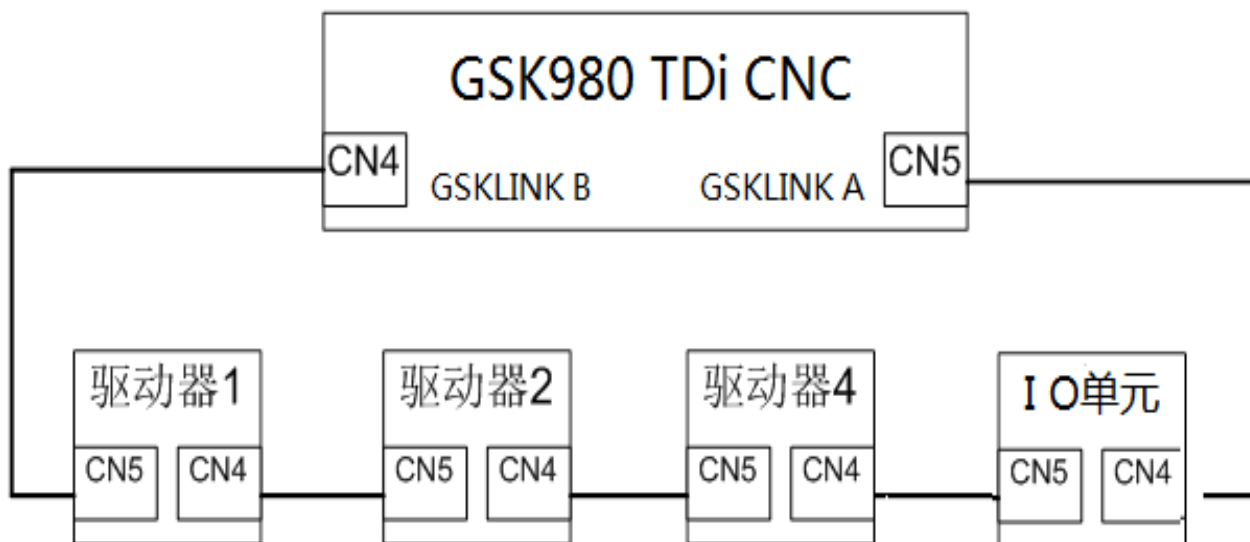 GSK980 TDi CNC
CN4
GSKLINK B
GSKLINK A
CN5
驱动器1
CN5
CN4
驱动器2
CN5
CN4
驱动器4
CN5
CN4
I O单元
CN5
CN4